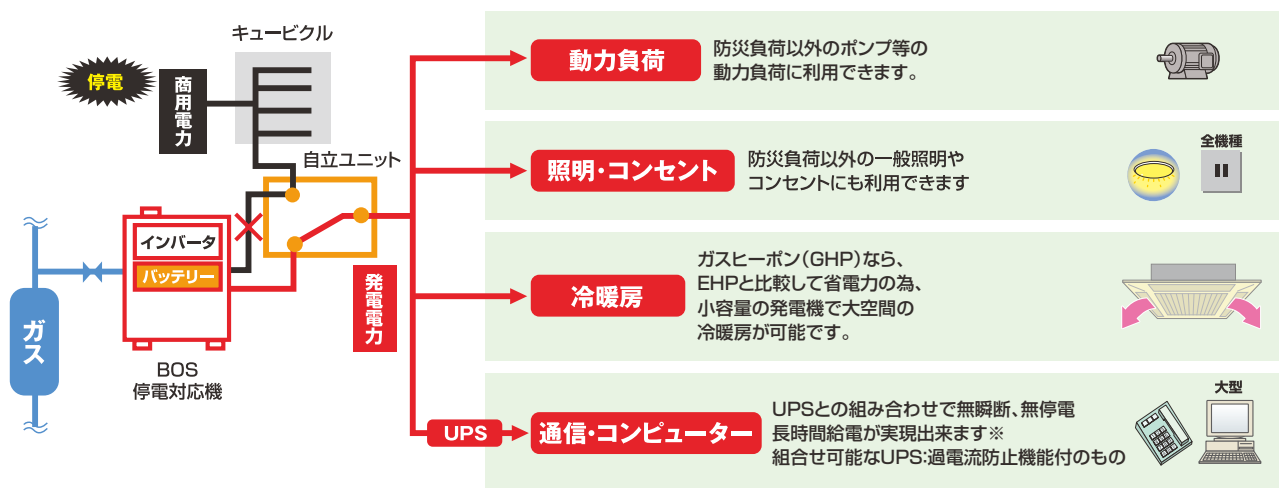 キュービクル
停電
商用電力
自立ユニット
インバータ
バッテリー
ガス
BOS
停電対応機
発電電力
動力負荷
防災負荷以外のポンプ等の
動力負荷に利用できます。
照明・コンセント
防災負荷以外の一般照明や
コンセントにも利用できます
全機種
冷暖房
ガスヒーポン(GHP)なら、
EHPと比較して省電力の為、
小容量の発電機で大空間の
冷暖房が可能です。
UPS
通信・コンピューター
UPSとの組み合わせで無瞬断、無停電
長時間給電が実現出来ます※
組合せ可能なUPS:過電流防止機能付のもの
大型